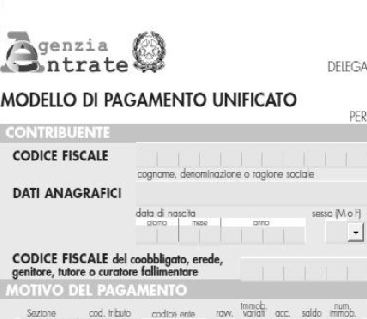 Agenzia
Entrate
DELEGA
MODELLO DI PAGAMENTO UNIFICATO
PER
CONTRIBUENTE
CODICE FISCALE
cognome, denominazione o ragione sociale
DATI ANAGRAFICI
data di nascita sesso (M o F)
giorno mese anno
CODICE FISCALE del coobbligato, erede,
genitore, tutore o curatore fallimentare
MOTIVO DEL PAGAMENTO
Sezione cod. tributo codice ente ravv. Immob. variati acc. saldo num. immob.